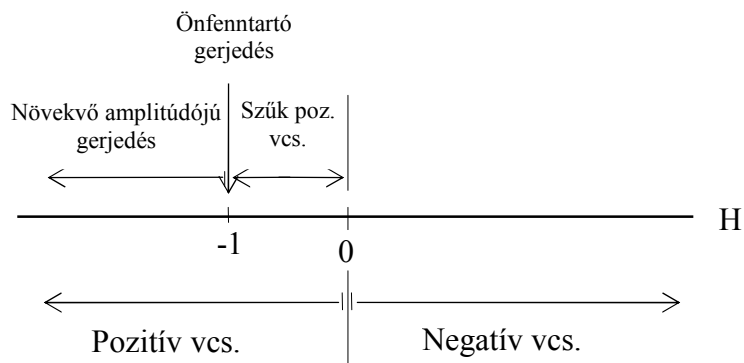 Önfenntartó
gerjedés
Növekvő amplitúdójú
gerjedés
Szűk poz.
vcs.
H
-1
0
Pozitív vcs.
Negatív vcs.